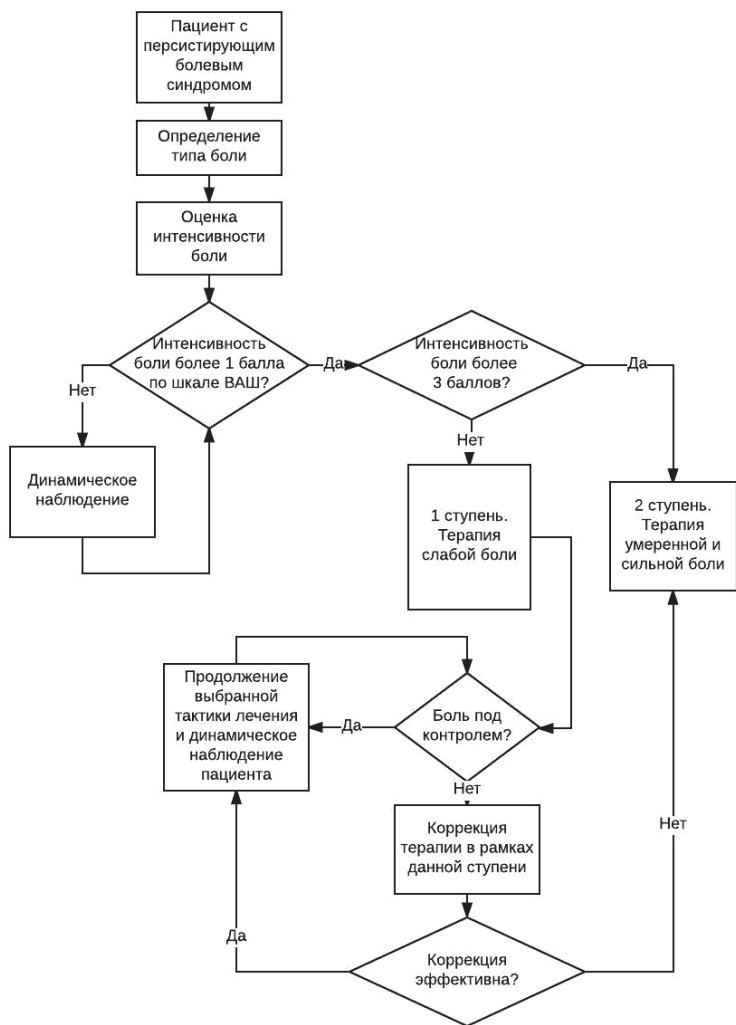 Пациент с
персистирующим
болевым
синдромом
Определение
типа боли
Оценка
интенсивности
боли
Интенсивность
боли более 1 балла
по шкале ВАШ?
Да
Интенсивность
боли более
3 баллов?
Да
Нет
Нет
Динамическое
наблюдение
1 ступень.
Терапия
слабой боли
2 ступень.
Терапия
умеренной и
сильной боли
Продолжение
выбранной
тактики лечения
и динамическое
наблюдение
пациента
Да
Боль под
контролем?
Нет
Коррекция
терапии в рамках
данной ступени
Нет
Да
Коррекция
эффективна?